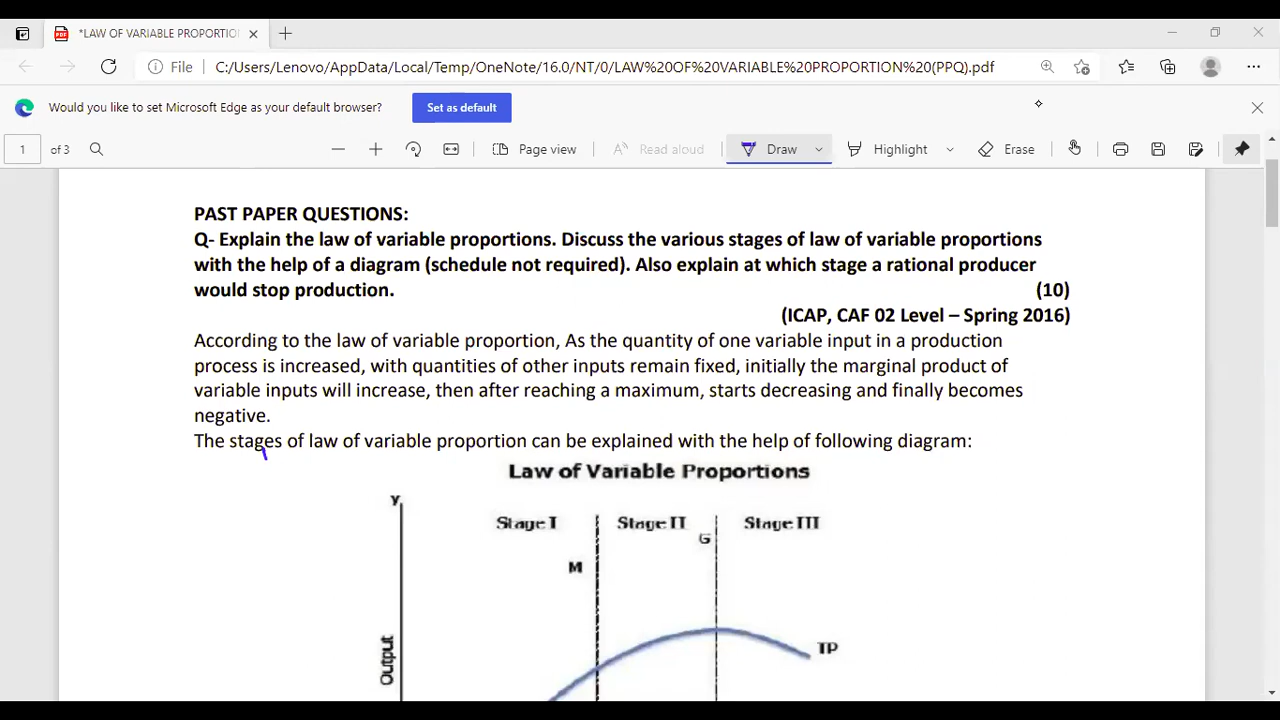 *LAW OF VARIABLE PROPORTIO
File C:/Users/Lenovo/AppData/Local/Temp/OneNote/16.0/NT/0/LAW%20OF%20VARIABLE%20PROPORTION%20(PPQ).pdf
Would you like to set Microsoft Edge as your default browser? Set as default
1 of 3 Page view Read aloud Draw Highlight Erase
PAST PAPER QUESTIONS:
Q- Explain the law of variable proportions. Discuss the various stages of law of variable proportions
with the help of a diagram (schedule not required). Also explain at which stage a rational producer
would stop production. (10)
(ICAP, CAF 02 Level – Spring 2016)
According to the law of variable proportion, As the quantity of one variable input in a production
process is increased, with quantities of other inputs remain fixed, initially the marginal product of
variable inputs will increase, then after reaching a maximum, starts decreasing and finally becomes
negative.
The stages of law of variable proportion can be explained with the help of following diagram:
Law of Variable Proportions
Y
Stage I Stage II Stage III
G
M
TP
Output